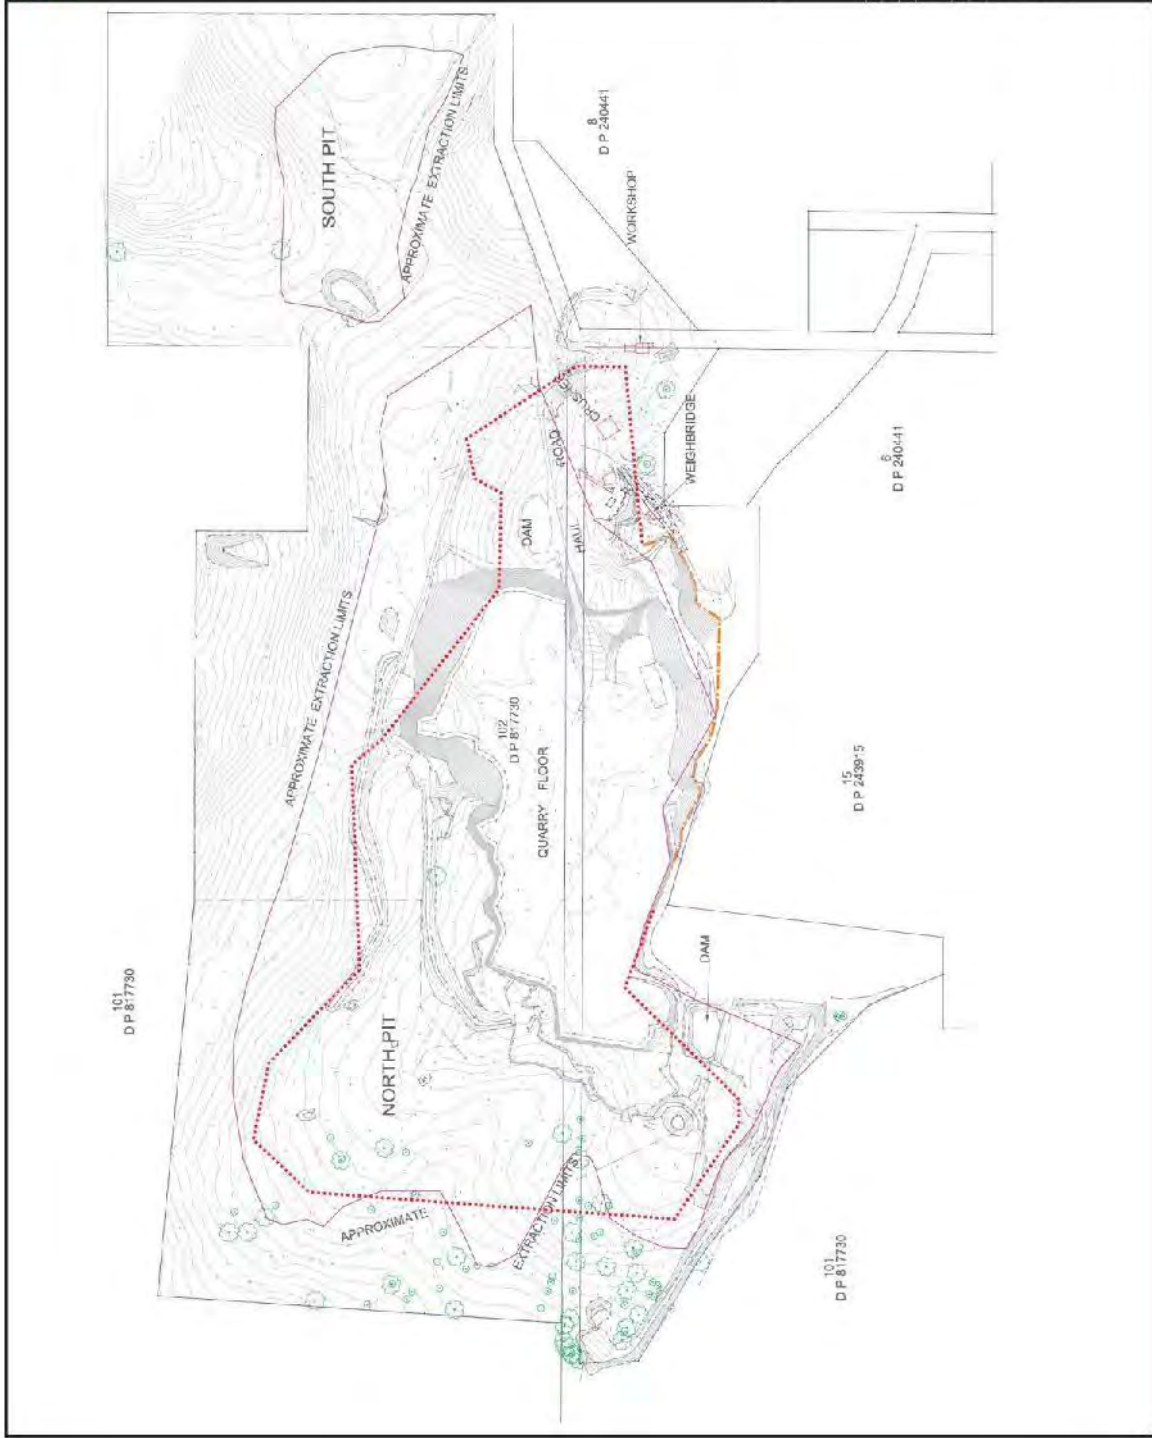 SOUTH PIT
APPROXIMATE EXTRACTION LIMITS
8
D P 240441
WORKSHOP
CRUSHER
ROAD
HAUL
DAM
WEIGHBRIDGE
6
D P 240441
APPROXIMATE EXTRACTION LIMITS
102
D P 817730
QUARRY FLOOR
15
D P 243915
101
D P 817730
NORTH PIT
DAM
APPROXIMATE
EXTRACTION LIMITS
101
D P 817730